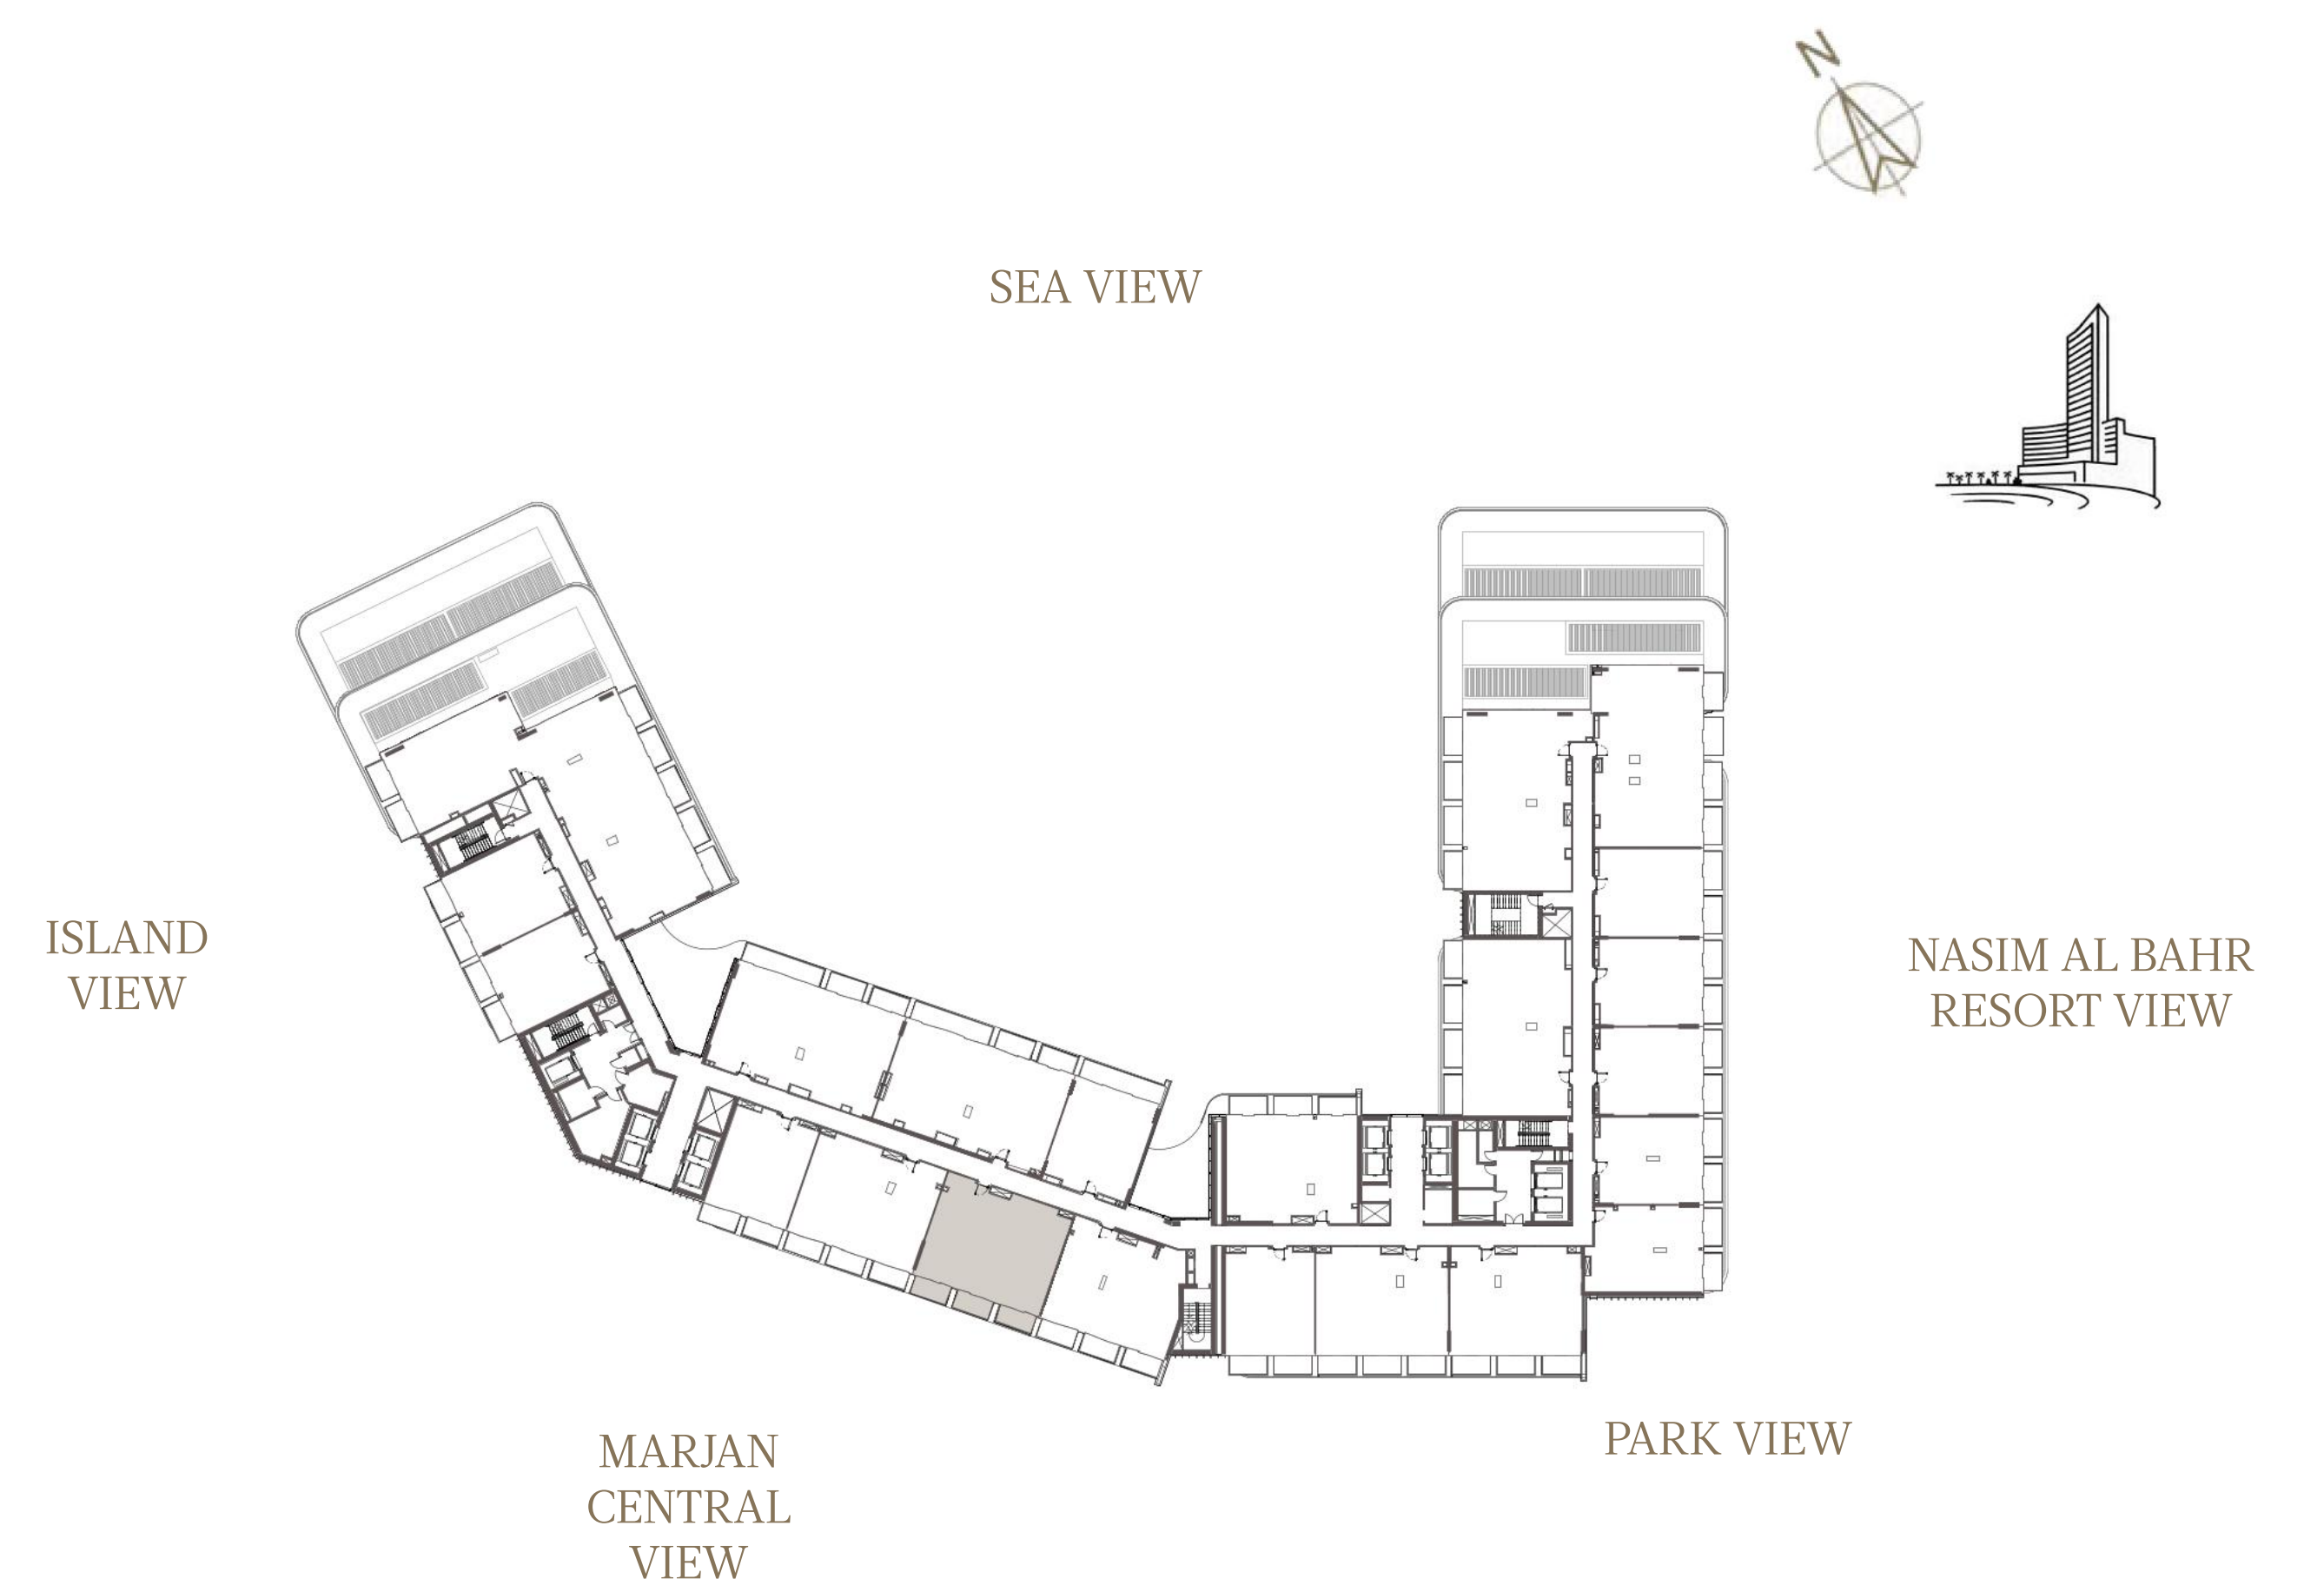 N
SEA VIEW
ISLAND
VIEW
NASIM AL BAHR
RESORT VIEW
MARJAN
CENTRAL
VIEW
PARK VIEW